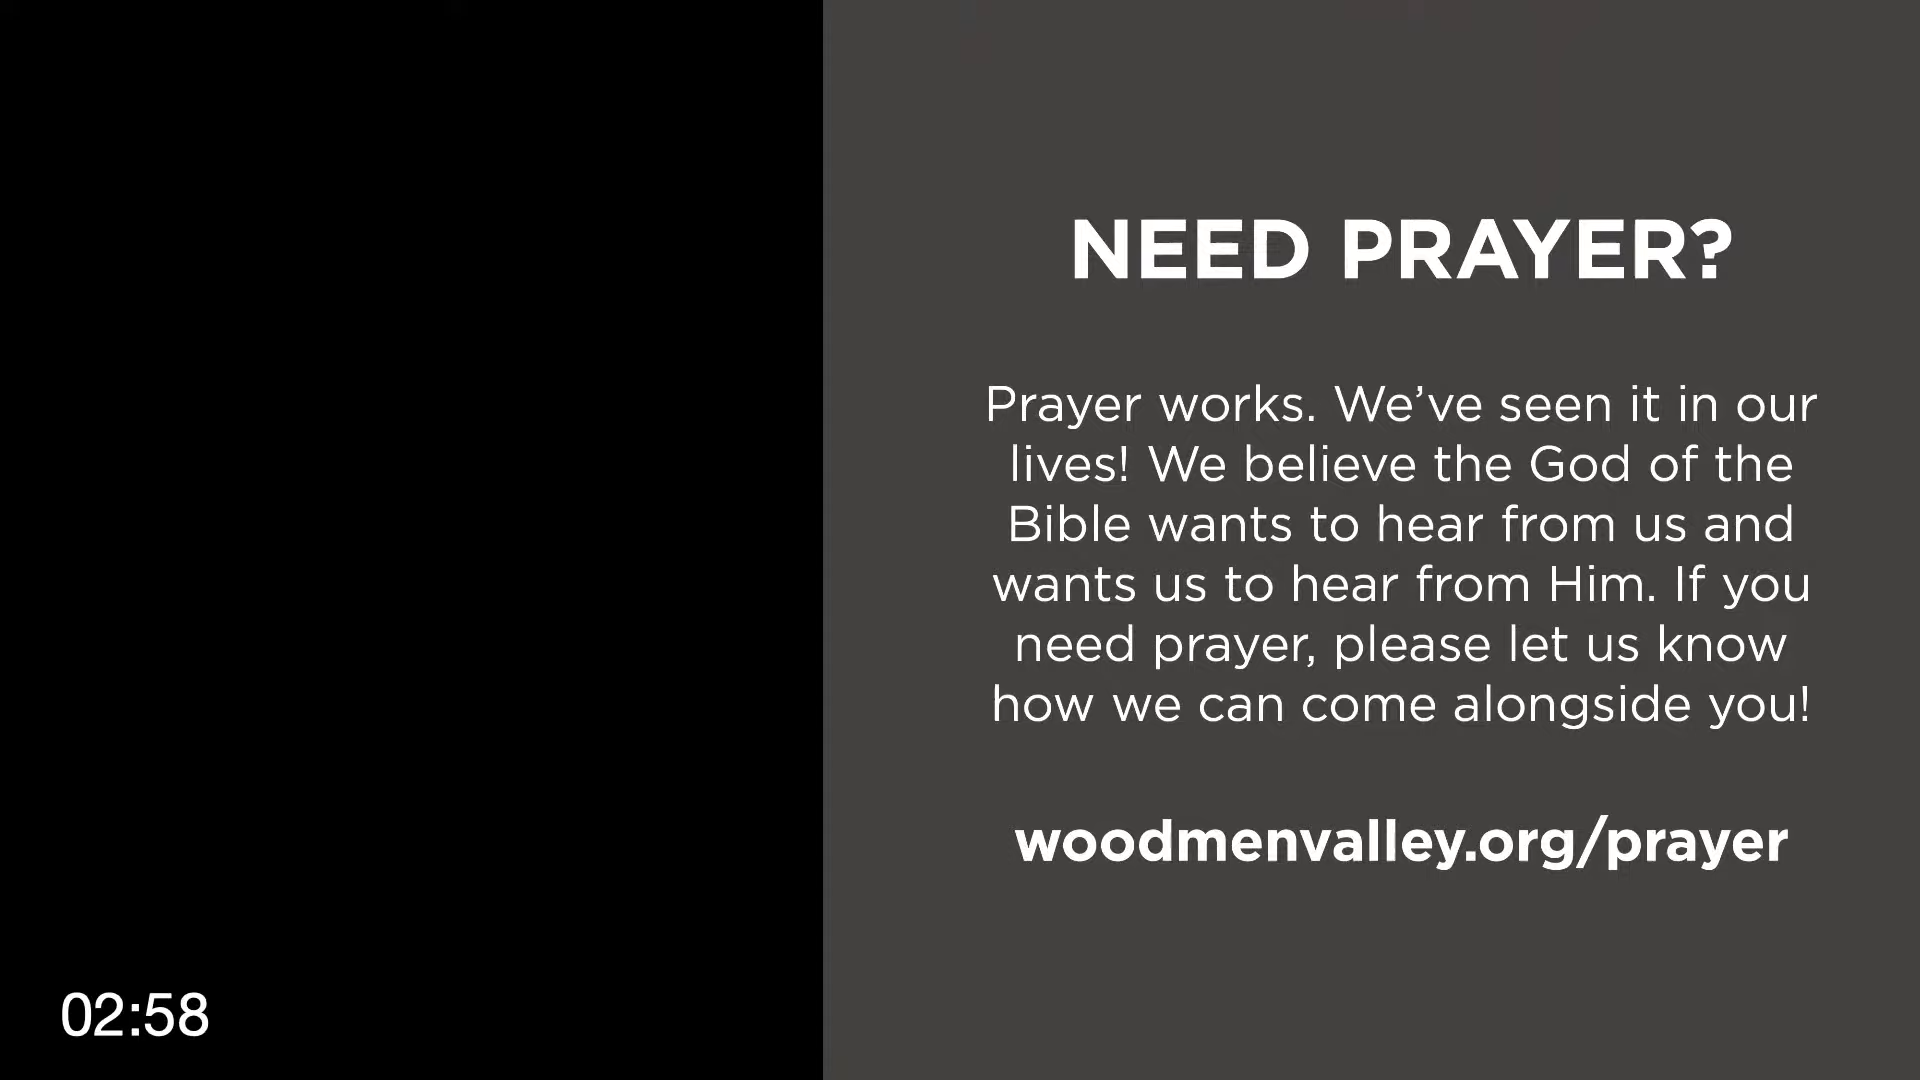 NEED PRAYER?
Prayer works. We’ve seen it in our
lives! We believe the God of the
Bible wants to hear from us and
wants us to hear from Him. If you
need prayer, please let us know
how we can come alongside you!
woodmenvalley.org/prayer
02:58